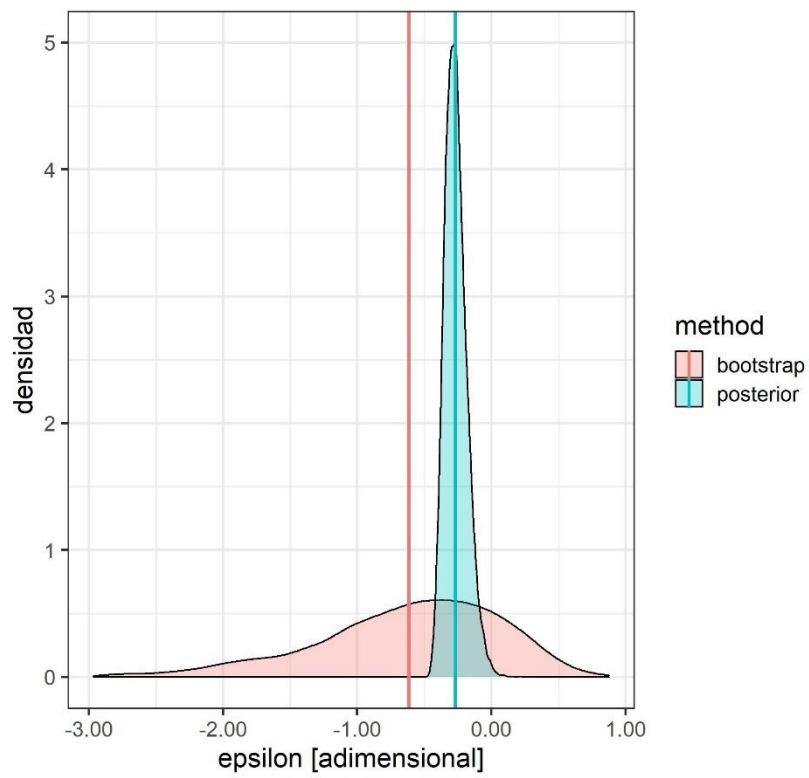 5
4
3
2
1
0
densidad
-3.00
-2.00
-1.00
0.00
1.00
epsilon [adimensional]
method
bootstrap
posterior